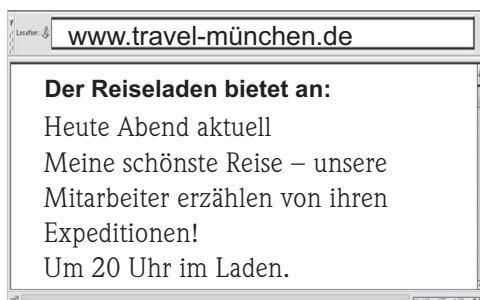 Location: www.travel-münchen.de
Der Reiseladen bietet an:
Heute Abend aktuell
Meine schönste Reise – unsere
Mitarbeiter erzählen von ihren
Expeditionen!
Um 20 Uhr im Laden.